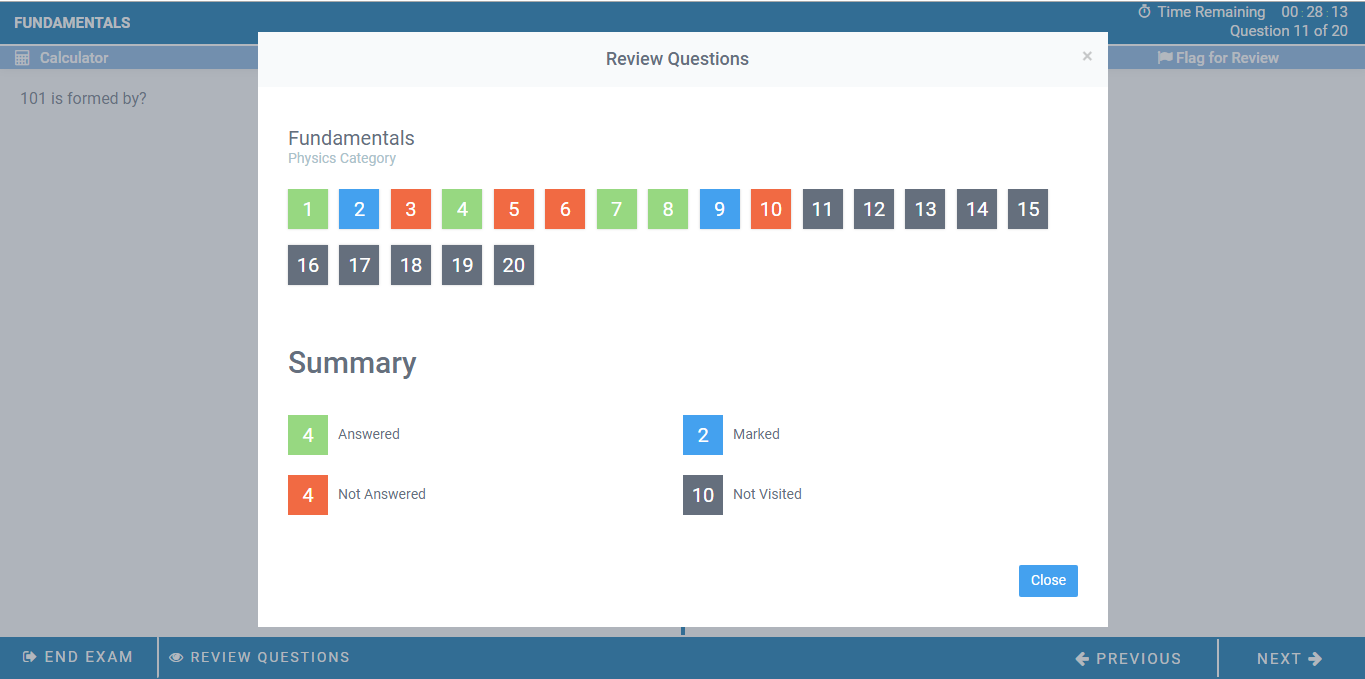 FUNDAMENTALS
Time Remaining 00:28:13
Question 11 of 20
Calculator
Flag for Review
101 is formed by?
Review Questions
×
Fundamentals
Physics Category
1 2 3 4 5 6 7 8 9 10 11 12 13 14 15
16 17 18 19 20
Summary
4 Answered
2 Marked
4 Not Answered
10 Not Visited
Close
END EXAM
REVIEW QUESTIONS
PREVIOUS
NEXT